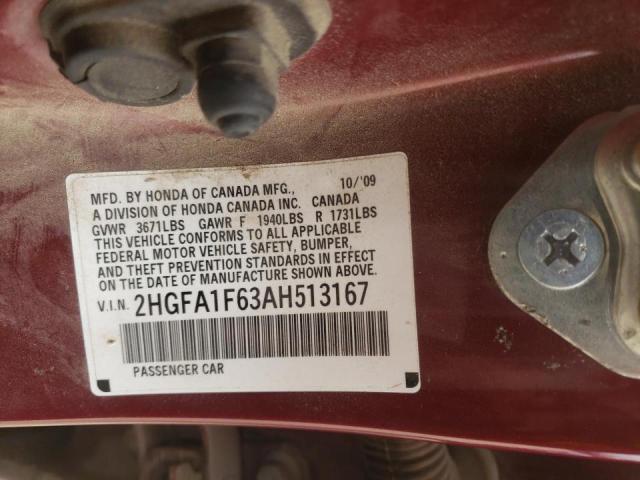 MFD. BY HONDA OF CANADA MFG., 10/'09
A DIVISION OF HONDA CANADA INC. CANADA
GVWR 3671LBS GAWR F 1940LBS R 1731LBS
THIS VEHICLE CONFORMS TO ALL APPLICABLE
FEDERAL MOTOR VEHICLE SAFETY, BUMPER,
AND THEFT PREVENTION STANDARDS IN EFFECT
ON THE DATE OF MANUFACTURE SHOWN ABOVE.
V.I.N. 2HGFA1F63AH513167
PASSENGER CAR